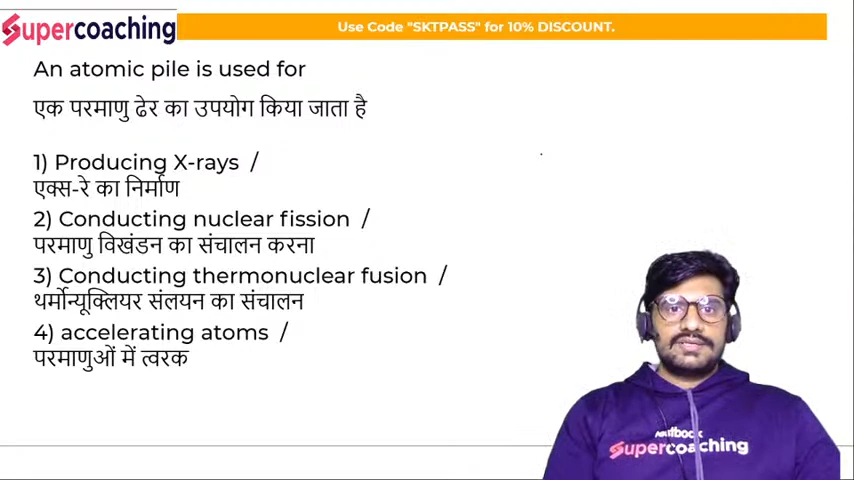 Supercoaching
Use Code "SKTPASS" for 10% DISCOUNT.
An atomic pile is used for
एक परमाणु ढेर का उपयोग किया जाता है
1) Producing X-rays /
एक्स-रे का निर्माण
2) Conducting nuclear fission /
परमाणु विखंडन का संचालन करना
3) Conducting thermonuclear fusion /
थर्मोन्यूक्लियर संलयन का संचालन
4) accelerating atoms /
परमाणुओं में त्वरक
Supercoaching